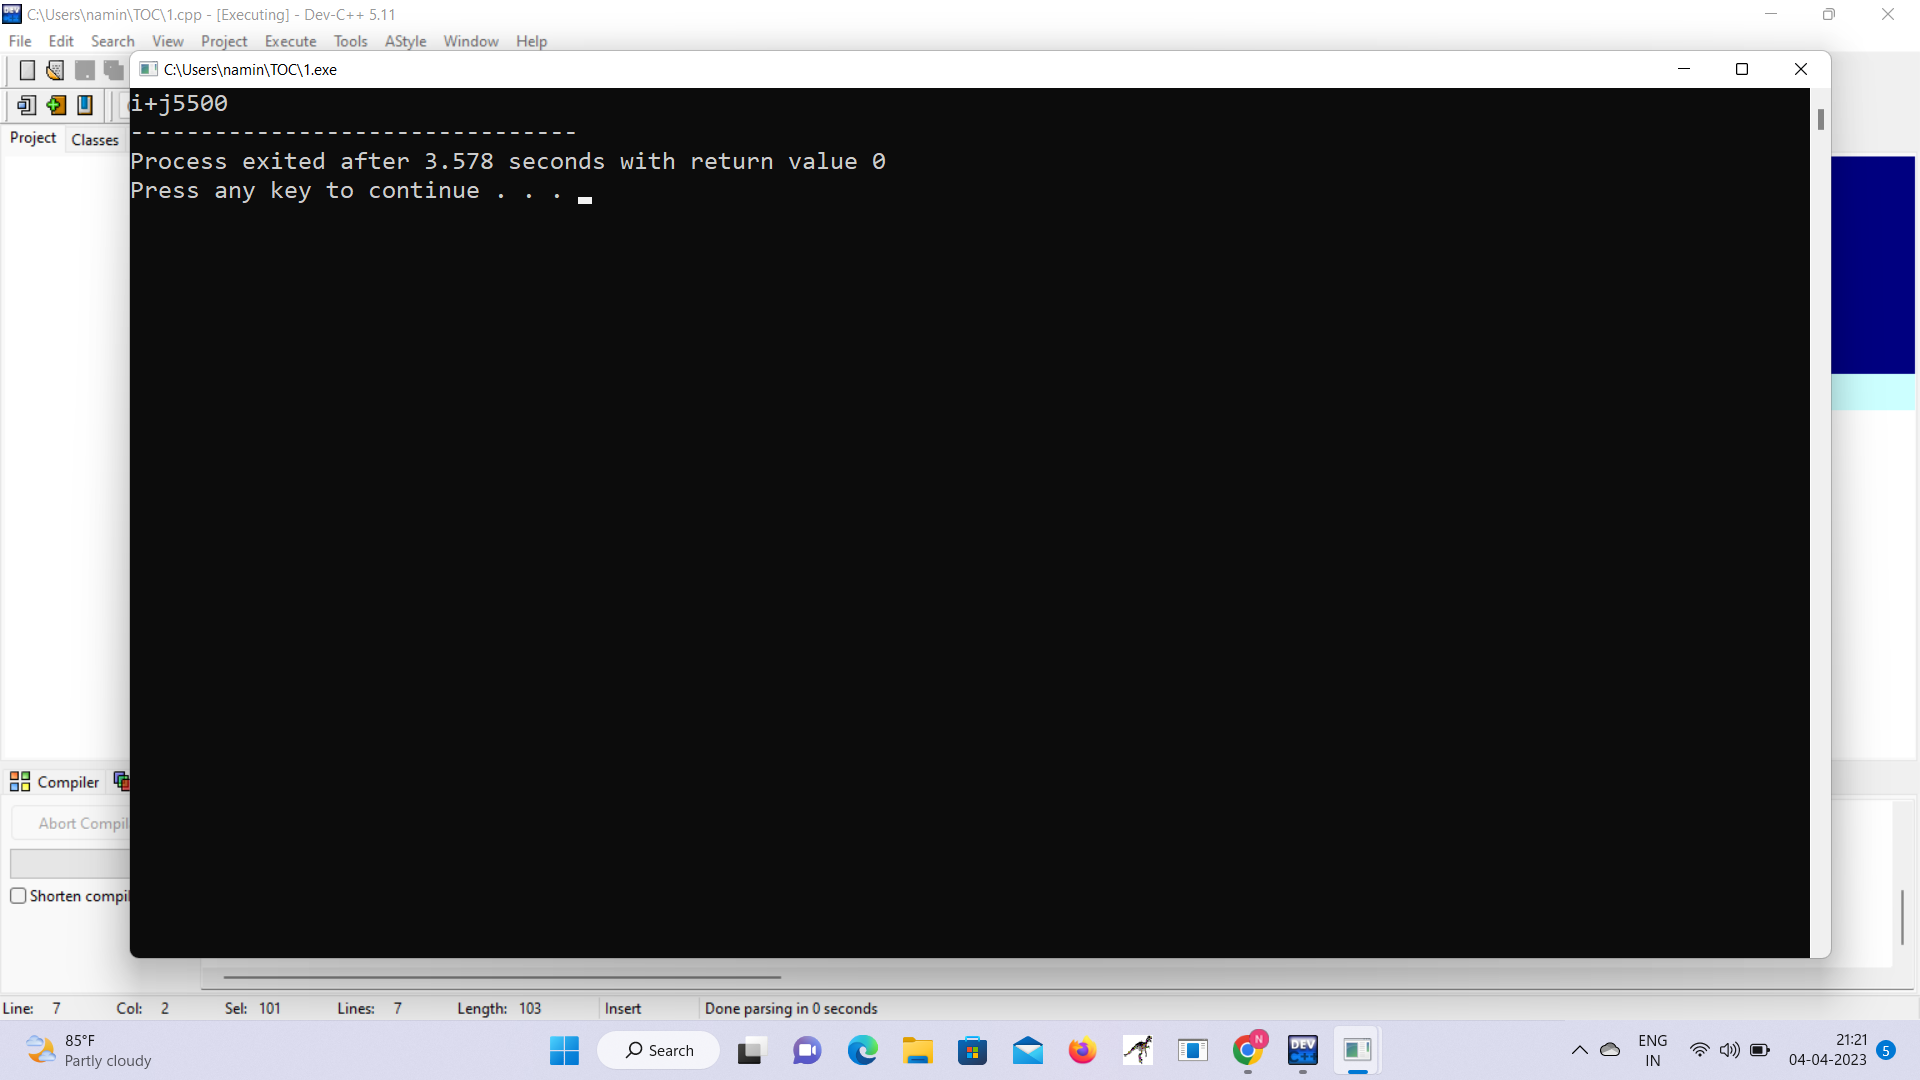 C:\Users\namin\TOC\1.cpp - [Executing] - Dev-C++ 5.11
File Edit Search View Project Execute Tools AStyle Window Help
C:\Users\namin\TOC\1.exe
i+j5500
--------------------------------
Process exited after 3.578 seconds with return value 0
Press any key to continue . . .
Project Classes
Compiler
Abort Compil
Shorten compil
Line: 7 Col: 2 Sel: 101 Lines: 7 Length: 103 Insert Done parsing in 0 seconds
85°F
Partly cloudy
Search
DEV
C++
N
ENG
IN
21:21
04-04-2023
5